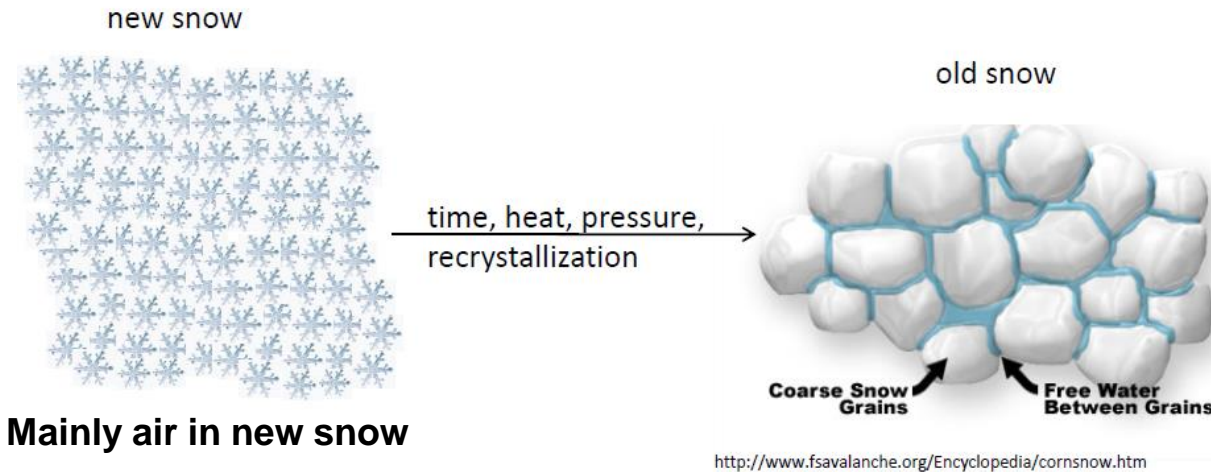 new snow
old snow
time, heat, pressure,
recrystallization
Coarse Snow
Grains
Free Water
Between Grains
Mainly air in new snow
http://www.fsavalanche.org/Encyclopedia/cornsnow.htm